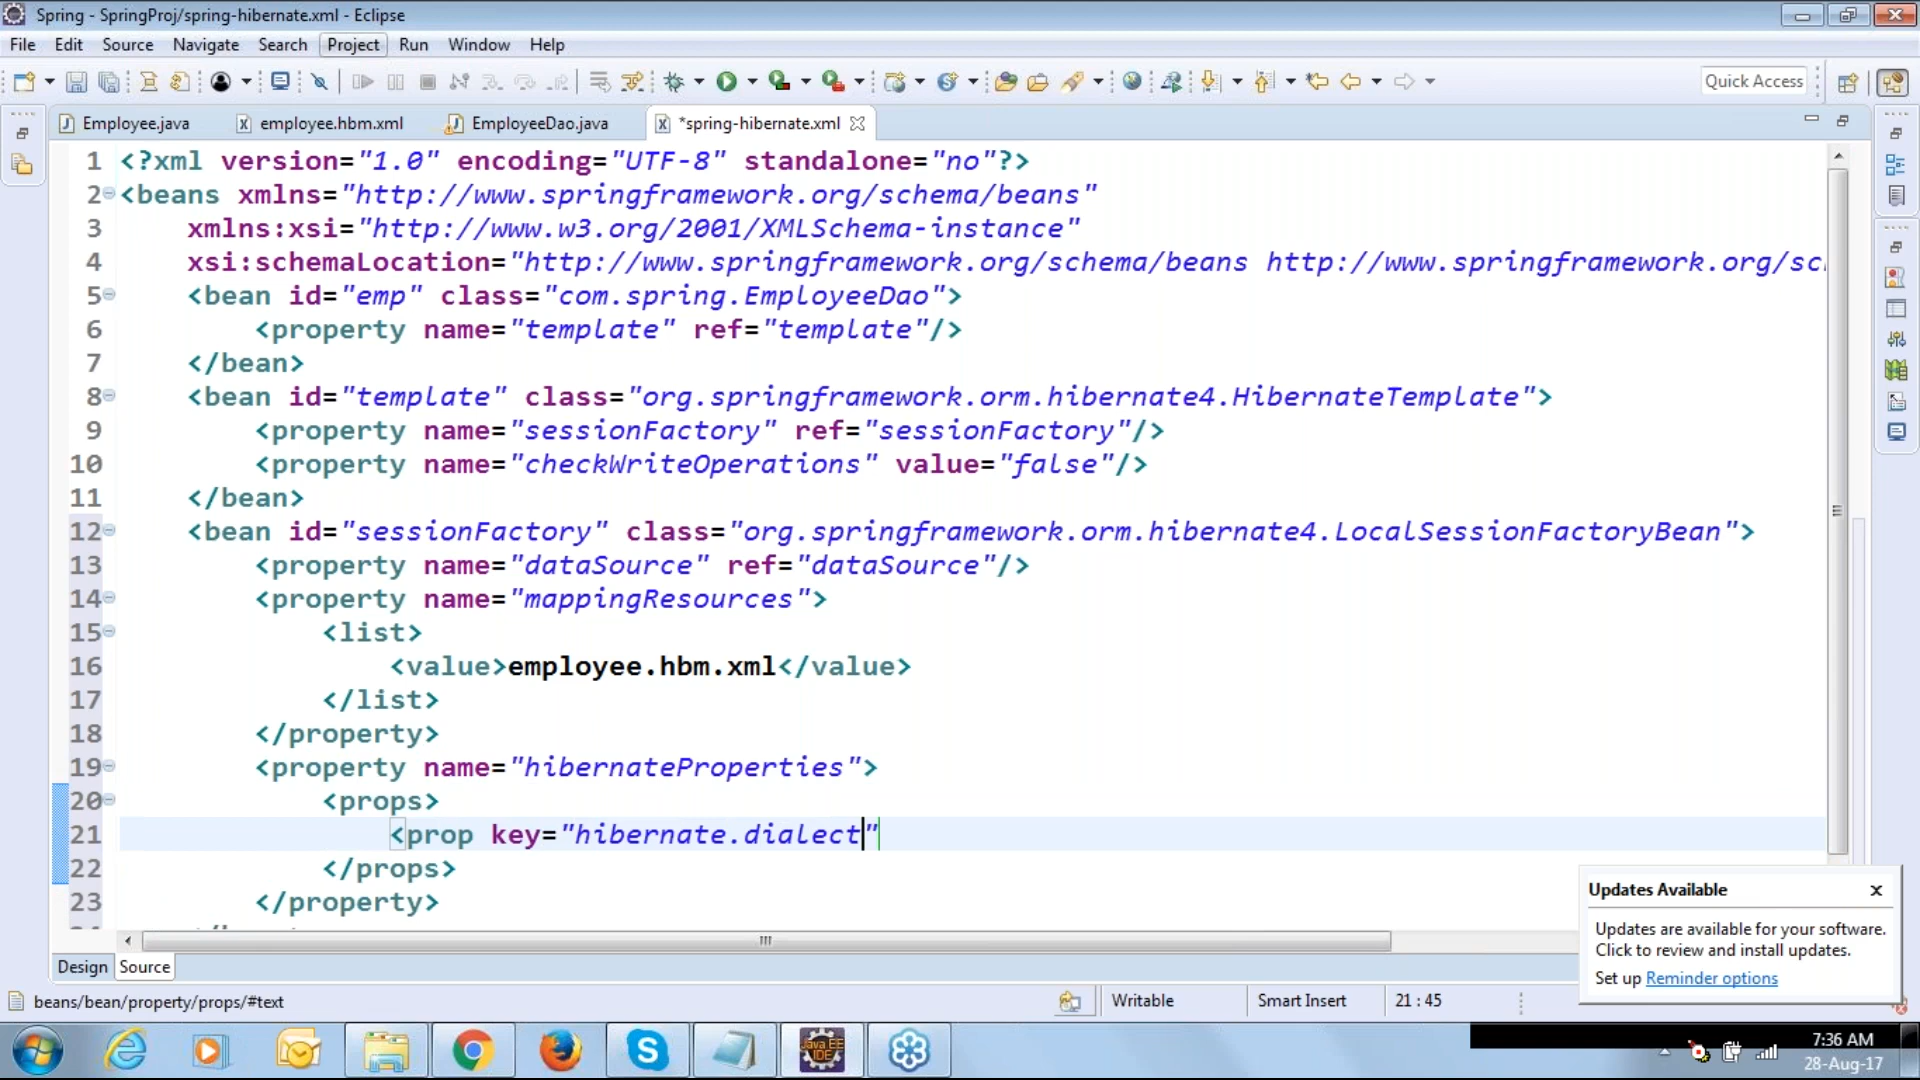 Spring - SpringProj/spring-hibernate.xml - Eclipse
File Edit Source Navigate Search Project Run Window Help
Quick Access
Employee.java employee.hbm.xml EmployeeDao.java *spring-hibernate.xml
1 <?xml version="1.0" encoding="UTF-8" standalone="no"?>
2 <beans xmlns="http://www.springframework.org/schema/beans"
3 xmlns:xsi="http://www.w3.org/2001/XMLSchema-instance"
4 xsi:schemaLocation="http://www.springframework.org/schema/beans http://www.springframework.org/sc
5 <bean id="emp" class="com.spring.EmployeeDao">
6 <property name="template" ref="template"/>
7 </bean>
8 <bean id="template" class="org.springframework.orm.hibernate4.HibernateTemplate">
9 <property name="sessionFactory" ref="sessionFactory"/>
10 <property name="checkWriteOperations" value="false"/>
11 </bean>
12 <bean id="sessionFactory" class="org.springframework.orm.hibernate4.LocalSessionFactoryBean">
13 <property name="dataSource" ref="dataSource"/>
14 <property name="mappingResources">
15 <list>
16 <value>employee.hbm.xml</value>
17 </list>
18 </property>
19 <property name="hibernateProperties">
20 <props>
21 <prop key="hibernate.dialect"
22 </props>
23 </property>
Updates Available
Updates are available for your software.
Click to review and install updates.
Set up Reminder options
Design Source
beans/bean/property/props/#text
Writable Smart Insert 21 : 45
Java EE
IDE
7:36 AM
28-Aug-17